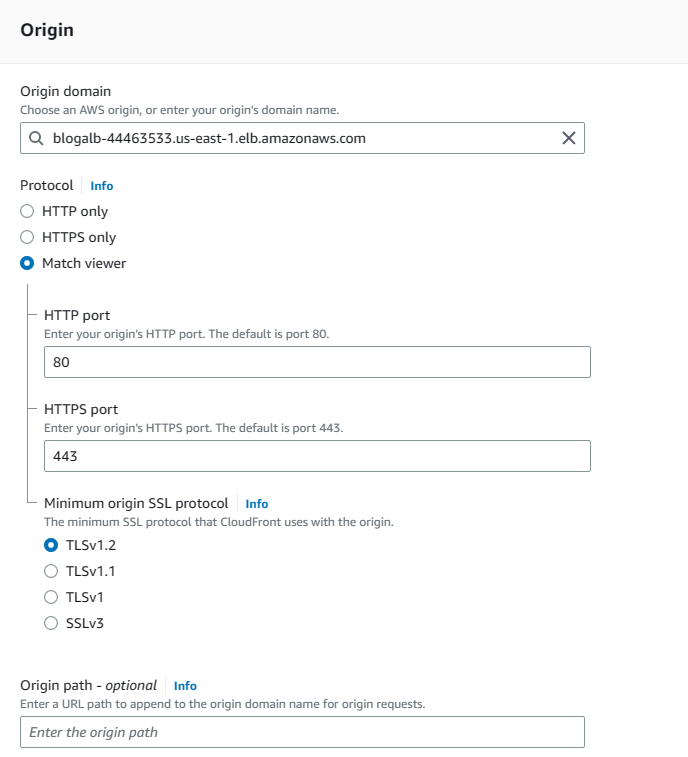 Origin
Origin domain
Choose an AWS origin, or enter your origin's domain name.
blogalb-44463533.us-east-1.elb.amazonaws.com
Protocol Info
HTTP only
HTTPS only
Match viewer
HTTP port
Enter your origin's HTTP port. The default is port 80.
80
HTTPS port
Enter your origin's HTTPS port. The default is port 443.
443
Minimum origin SSL protocol Info
The minimum SSL protocol that CloudFront uses with the origin.
TLSv1.2
TLSv1.1
TLSv1
SSLv3
Origin path - optional Info
Enter a URL path to append to the origin domain name for origin requests.
Enter the origin path